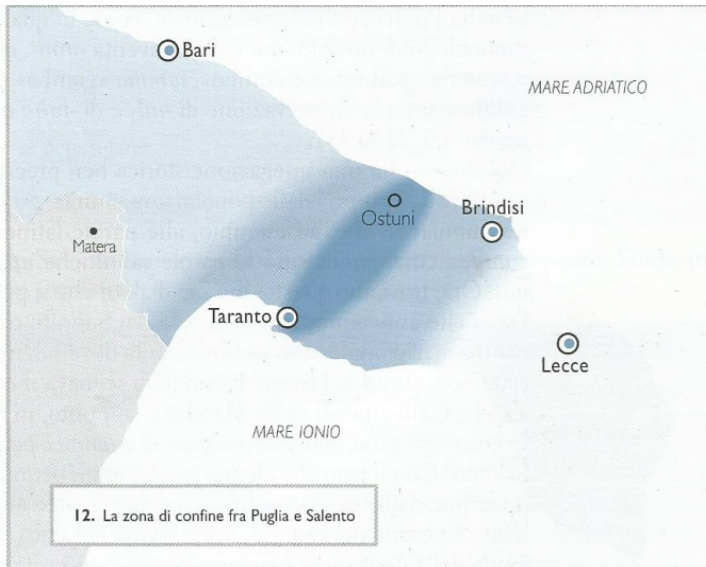 Bari
MARE ADRIATICO
Ostuni
Brindisi
Matera
Taranto
Lecce
MARE IONIO
12. La zona di confine fra Puglia e Salento